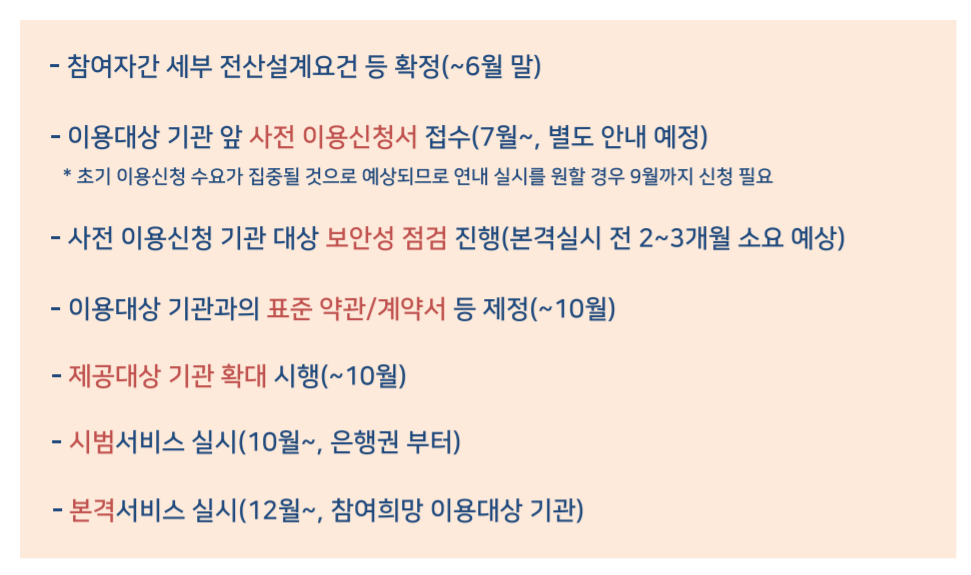 - 참여자간 세부 전산설계요건 등 확정(~6월 말)
- 이용대상 기관 앞 사전 이용신청서 접수(7월~, 별도 안내 예정)
* 초기 이용신청 수요가 집중될 것으로 예상되므로 연내 실시를 원할 경우 9월까지 신청 필요
- 사전 이용신청 기관 대상 보안성 점검 진행(본격실시 전 2~3개월 소요 예상)
- 이용대상 기관과의 표준 약관/계약서 등 제정(~10월)
- 제공대상 기관 확대 시행(~10월)
- 시범서비스 실시(10월~, 은행권 부터)
- 본격서비스 실시(12월~, 참여희망 이용대상 기관)